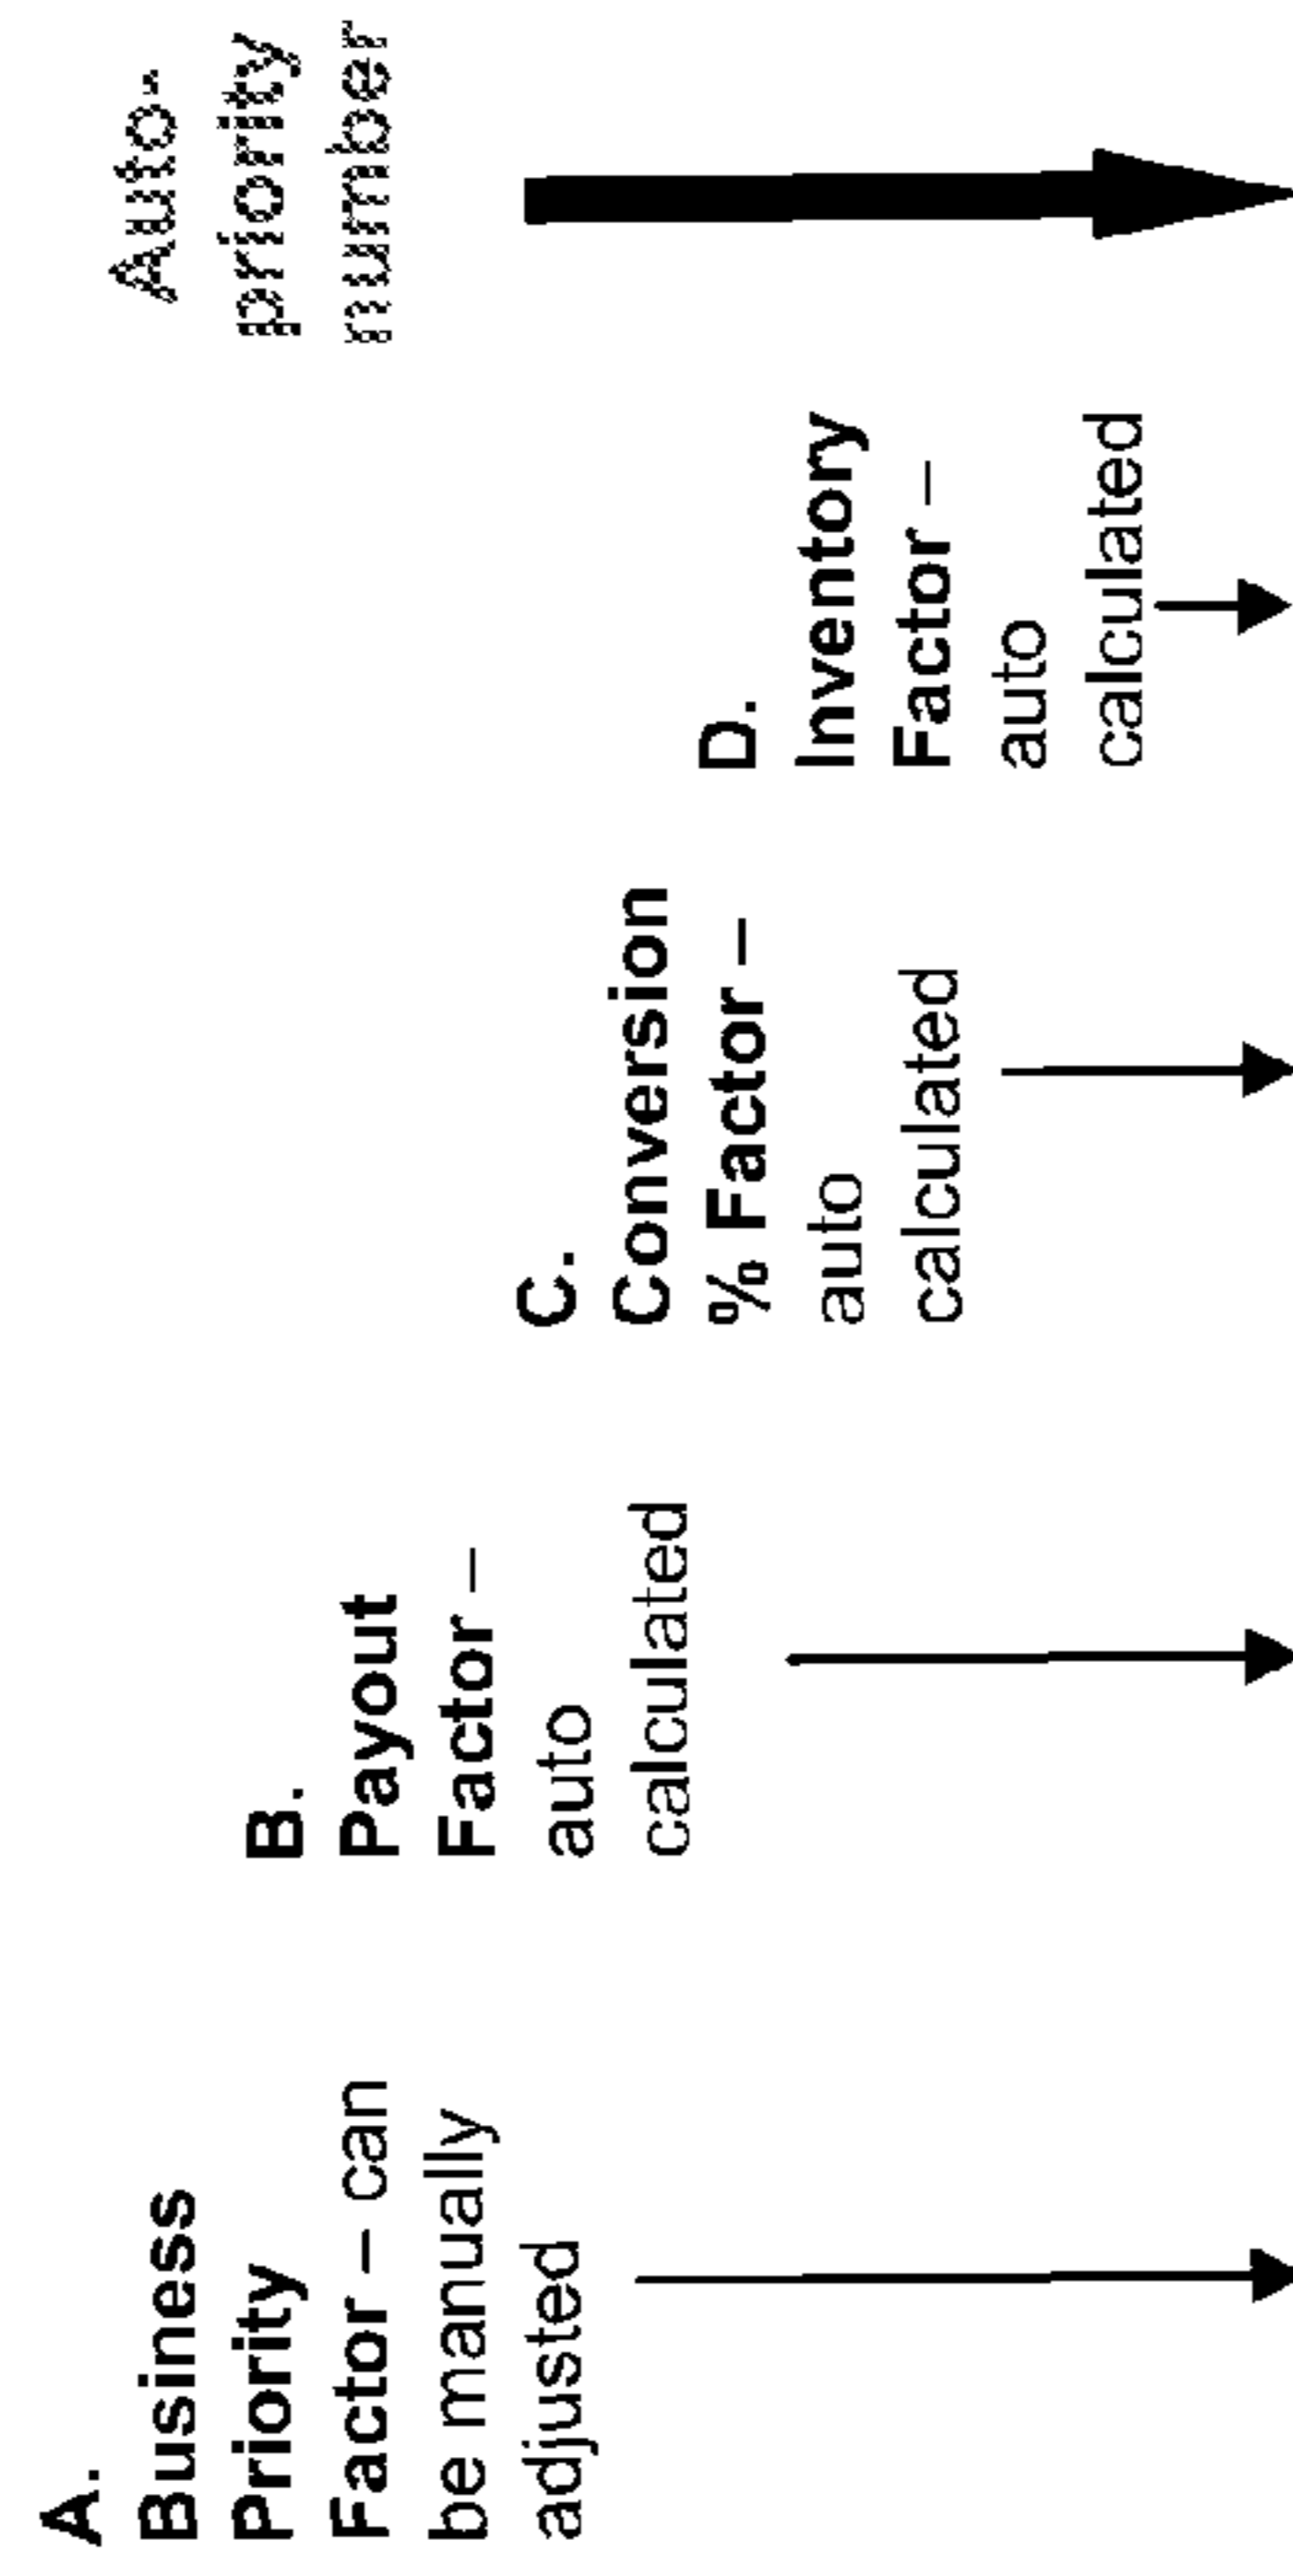 A.
Business
Priority
Factor – can
be manually
adjusted
B.
Payout
Factor –
auto
calculated
C.
Conversion
% Factor –
auto
calculated
D.
Inventory
Factor –
auto
calculated
Auto-
priority
number